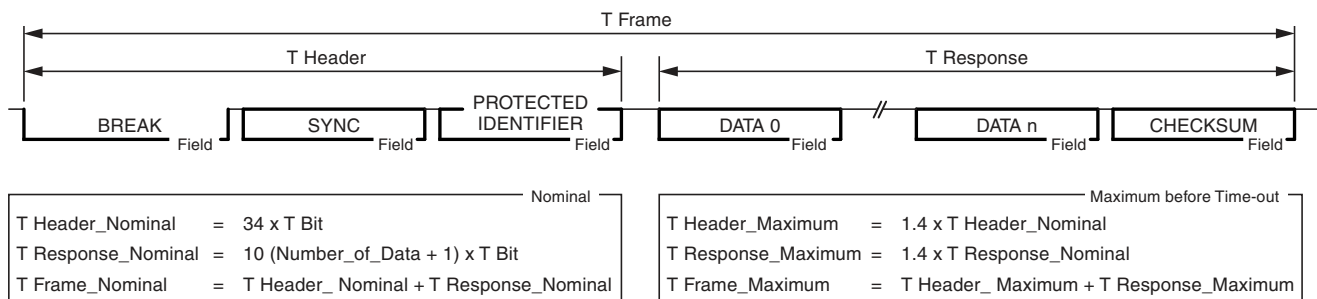 T Frame
T Header
T Response
BREAK
Field
SYNC
Field
PROTECTED
IDENTIFIER
Field
DATA 0
Field
DATA n
Field
CHECKSUM
Field
Nominal
T Header_Nominal = 34 x T Bit
T Response_Nominal = 10 (Number_of_Data + 1) x T Bit
T Frame_Nominal = T Header_ Nominal + T Response_Nominal
Maximum before Time-out
T Header_Maximum = 1.4 x T Header_Nominal
T Response_Maximum = 1.4 x T Response_Nominal
T Frame_Maximum = T Header_ Maximum + T Response_Maximum